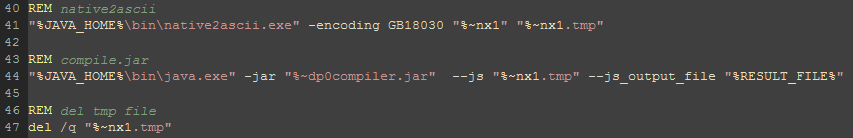 40 REM native2ascii
41 "%JAVA_HOME%\bin\native2ascii.exe" -encoding GB18030 "%~nx1" "%~nx1.tmp"
42
43 REM compile.jar
44 "%JAVA_HOME%\bin\java.exe" -jar "%~dp0compiler.jar"  --js "%~nx1.tmp" --js_output_file "%RESULT_FILE%"
45
46 REM del tmp file
47 del /q "%~nx1.tmp"